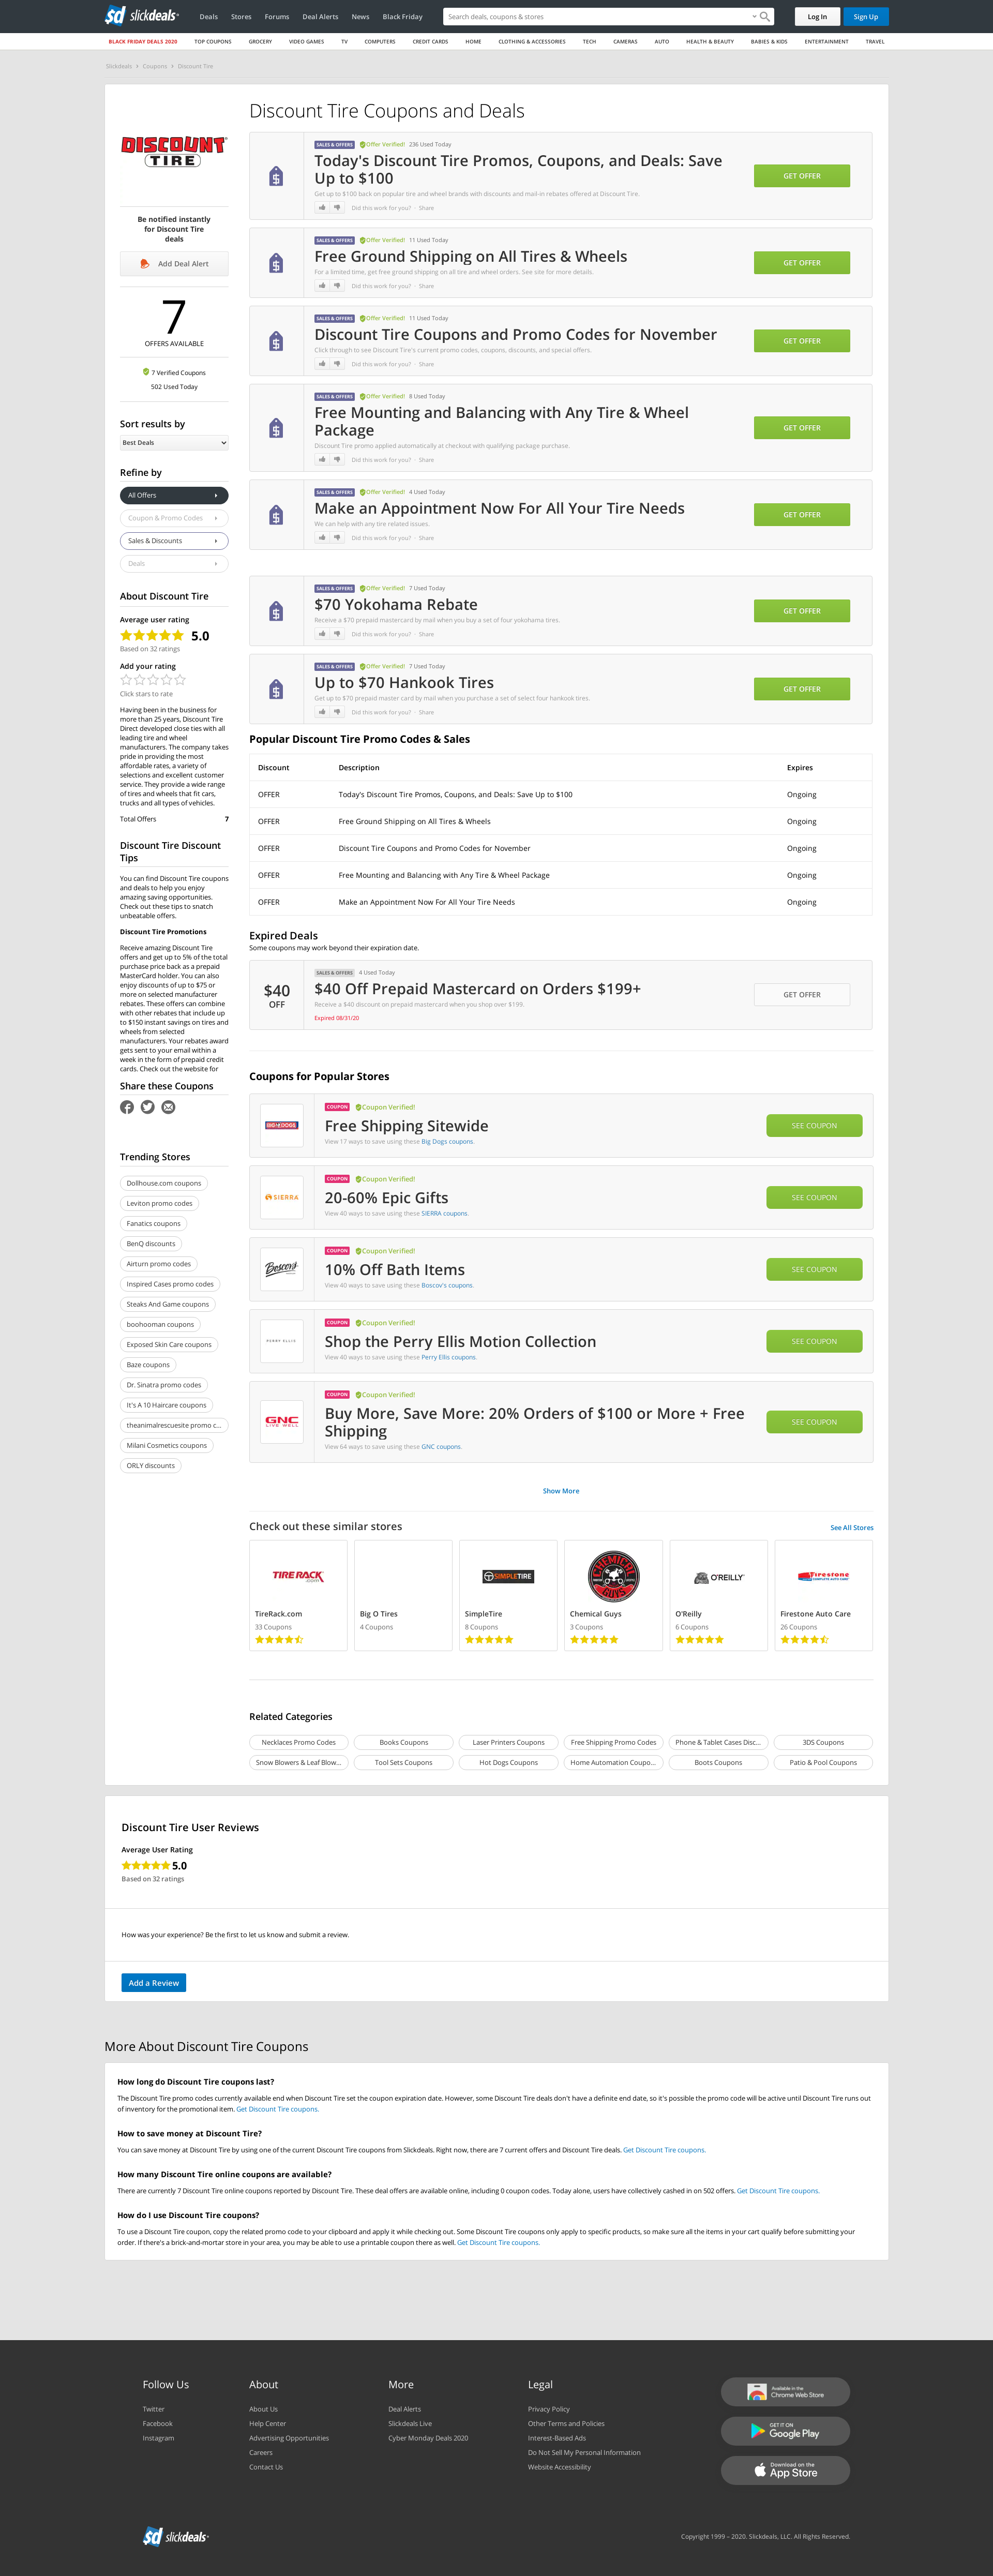 sd slickdeals
Deals Stores Forums Deal Alerts News Black Friday
Search deals, coupons & stores
Log In Sign Up
BLACK FRIDAY DEALS 2020 TOP COUPONS GROCERY VIDEO GAMES TV COMPUTERS CREDIT CARDS HOME CLOTHING & ACCESSORIES TECH CAMERAS AUTO HEALTH & BEAUTY BABIES & KIDS ENTERTAINMENT TRAVEL
Slickdeals Coupons Discount Tire
DISCOUNT
TIRE
Be notified instantly
for Discount Tire
deals
Add Deal Alert
7
OFFERS AVAILABLE
7 Verified Coupons
502 Used Today
Sort results by
Best Deals
Refine by
All Offers
Coupon & Promo Codes
Sales & Discounts
Deals
About Discount Tire
Average user rating
5.0
Based on 32 ratings
Add your rating
Click stars to rate
Having been in the business for
more than 25 years, Discount Tire
Direct developed close ties with all
leading tire and wheel
manufacturers. The company takes
pride in providing the most
affordable rates, a variety of
selections and excellent customer
service. They provide a wide range
of tires and wheels that fit cars,
trucks and all types of vehicles.
Total Offers 7
Discount Tire Discount
Tips
You can find Discount Tire coupons
and deals to help you enjoy
amazing saving opportunities.
Check out these tips to snatch
unbeatable offers.
Discount Tire Promotions
Receive amazing Discount Tire
offers and get up to 5% of the total
purchase price back as a prepaid
MasterCard holder. You can also
enjoy discounts of up to $75 or
more on selected manufacturer
rebates. These offers can combine
with other rebates that include up
to $150 instant savings on tires and
wheels from selected
manufacturers. Your rebates award
gets sent to your email within a
week in the form of prepaid credit
cards. Check out the website for
Share these Coupons
Trending Stores
Dollhouse.com coupons
Leviton promo codes
Fanatics coupons
BenQ discounts
Airturn promo codes
Inspired Cases promo codes
Steaks And Game coupons
boohooman coupons
Exposed Skin Care coupons
Baze coupons
Dr. Sinatra promo codes
It's A 10 Haircare coupons
theanimalrescuesite promo c...
Milani Cosmetics coupons
ORLY discounts
Discount Tire Coupons and Deals
SALES & OFFERS Offer Verified! 236 Used Today
Today's Discount Tire Promos, Coupons, and Deals: Save
Up to $100
Get up to $100 back on popular tire and wheel brands with discounts and mail-in rebates offered at Discount Tire.
Did this work for you? · Share
GET OFFER
SALES & OFFERS Offer Verified! 11 Used Today
Free Ground Shipping on All Tires & Wheels
For a limited time, get free ground shipping on all tire and wheel orders. See site for more details.
Did this work for you? · Share
GET OFFER
SALES & OFFERS Offer Verified! 11 Used Today
Discount Tire Coupons and Promo Codes for November
Click through to see Discount Tire's current promo codes, coupons, discounts, and special offers.
Did this work for you? · Share
GET OFFER
SALES & OFFERS Offer Verified! 8 Used Today
Free Mounting and Balancing with Any Tire & Wheel
Package
Discount Tire promo applied automatically at checkout with qualifying package purchase.
Did this work for you? · Share
GET OFFER
SALES & OFFERS Offer Verified! 4 Used Today
Make an Appointment Now For All Your Tire Needs
We can help with any tire related issues.
Did this work for you? · Share
GET OFFER
SALES & OFFERS Offer Verified! 7 Used Today
$70 Yokohama Rebate
Receive a $70 prepaid mastercard by mail when you buy a set of four yokohama tires.
Did this work for you? · Share
GET OFFER
SALES & OFFERS Offer Verified! 7 Used Today
Up to $70 Hankook Tires
Get up to $70 prepaid master card by mail when you purchase a set of select four hankook tires.
Did this work for you? · Share
GET OFFER
Popular Discount Tire Promo Codes & Sales
Discount Description Expires
OFFER Today's Discount Tire Promos, Coupons, and Deals: Save Up to $100 Ongoing
OFFER Free Ground Shipping on All Tires & Wheels Ongoing
OFFER Discount Tire Coupons and Promo Codes for November Ongoing
OFFER Free Mounting and Balancing with Any Tire & Wheel Package Ongoing
OFFER Make an Appointment Now For All Your Tire Needs Ongoing
Expired Deals
Some coupons may work beyond their expiration date.
$40
OFF
SALES & OFFERS 4 Used Today
$40 Off Prepaid Mastercard on Orders $199+
Receive a $40 discount on prepaid mastercard when you shop over $199.
Expired 08/31/20
GET OFFER
Coupons for Popular Stores
BIG DOGS
COUPON Coupon Verified!
Free Shipping Sitewide
View 17 ways to save using these Big Dogs coupons.
SEE COUPON
SIERRA
COUPON Coupon Verified!
20-60% Epic Gifts
View 40 ways to save using these SIERRA coupons.
SEE COUPON
Boscov's
COUPON Coupon Verified!
10% Off Bath Items
View 40 ways to save using these Boscov's coupons.
SEE COUPON
PERRY ELLIS
COUPON Coupon Verified!
Shop the Perry Ellis Motion Collection
View 40 ways to save using these Perry Ellis coupons.
SEE COUPON
GNC
LIVE WELL
COUPON Coupon Verified!
Buy More, Save More: 20% Orders of $100 or More + Free
Shipping
View 64 ways to save using these GNC coupons.
SEE COUPON
Show More
Check out these similar stores See All Stores
TIRE RACK
.COM
TireRack.com
33 Coupons
Big O Tires
4 Coupons
SIMPLETIRE
SimpleTire
8 Coupons
CHEMICAL
GUYS
Chemical Guys
3 Coupons
O'REILLY
O'Reilly
6 Coupons
Firestone
COMPLETE AUTO CARE
Firestone Auto Care
26 Coupons
Related Categories
Necklaces Promo Codes Books Coupons Laser Printers Coupons Free Shipping Promo Codes Phone & Tablet Cases Disc... 3DS Coupons
Snow Blowers & Leaf Blow... Tool Sets Coupons Hot Dogs Coupons Home Automation Coupo... Boots Coupons Patio & Pool Coupons
Discount Tire User Reviews
Average User Rating
5.0
Based on 32 ratings
How was your experience? Be the first to let us know and submit a review.
Add a Review
More About Discount Tire Coupons
How long do Discount Tire coupons last?
The Discount Tire promo codes currently available end when Discount Tire set the coupon expiration date. However, some Discount Tire deals don't have a definite end date, so it's possible the promo code will be active until Discount Tire runs out
of inventory for the promotional item. Get Discount Tire coupons.
How to save money at Discount Tire?
You can save money at Discount Tire by using one of the current Discount Tire coupons from Slickdeals. Right now, there are 7 current offers and Discount Tire deals. Get Discount Tire coupons.
How many Discount Tire online coupons are available?
There are currently 7 Discount Tire online coupons reported by Discount Tire. These deal offers are available online, including 0 coupon codes. Today alone, users have collectively cashed in on 502 offers. Get Discount Tire coupons.
How do I use Discount Tire coupons?
To use a Discount Tire coupon, copy the related promo code to your clipboard and apply it while checking out. Some Discount Tire coupons only apply to specific products, so make sure all the items in your cart qualify before submitting your
order. If there's a brick-and-mortar store in your area, you may be able to use a printable coupon there as well. Get Discount Tire coupons.
Follow Us
Twitter
Facebook
Instagram
About
About Us
Help Center
Advertising Opportunities
Careers
Contact Us
More
Deal Alerts
Slickdeals Live
Cyber Monday Deals 2020
Legal
Privacy Policy
Other Terms and Policies
Interest-Based Ads
Do Not Sell My Personal Information
Website Accessibility
Available in the
Chrome Web Store
GET IT ON
Google Play
Download on the
App Store
sd slickdeals
Copyright 1999 – 2020. Slickdeals, LLC. All Rights Reserved.